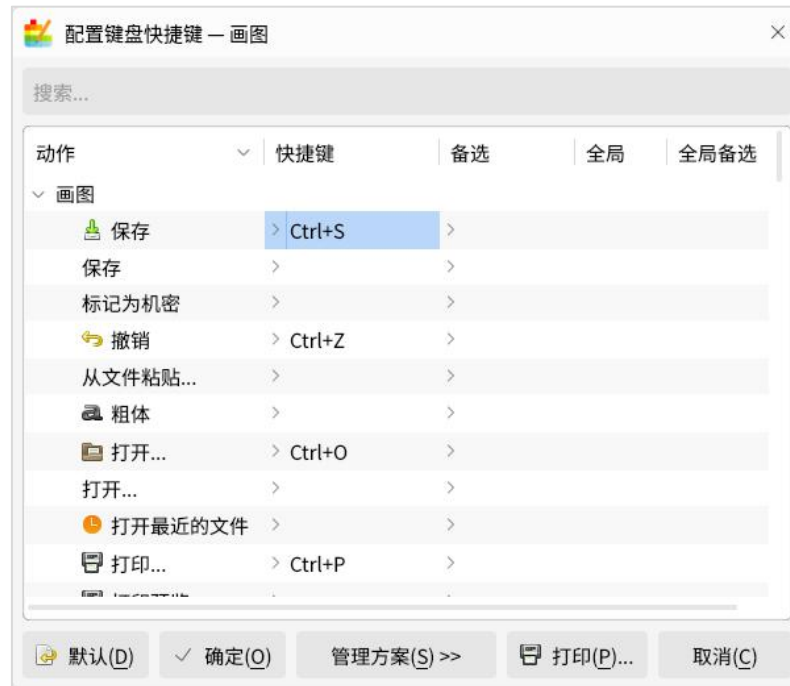 配置键盘快捷键 — 画图
搜索...
动作 快捷键 备选 全局 全局备选
画图
保存 Ctrl+S
保存
标记为机密
撤销 Ctrl+Z
从文件粘贴...
粗体
打开... Ctrl+O
打开...
打开最近的文件
打印... Ctrl+P
默认(D) 确定(O) 管理方案(S) >> 打印(P)... 取消(C)